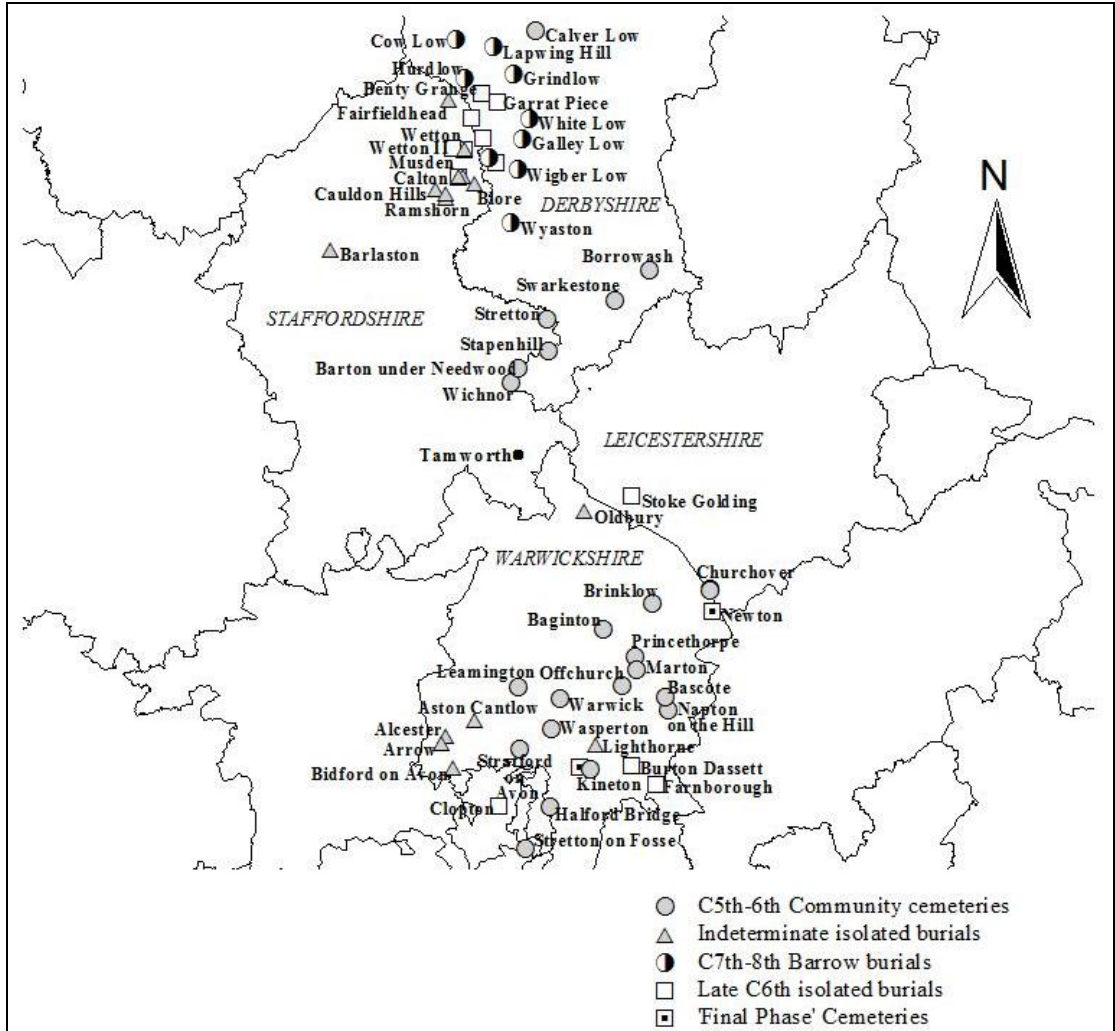 Calver Low
Cow Low
Lapwing Hill
Hurdlow
Grindlow
Benty Grange
Garrat Piece
Fairfieldhead
White Low
Wetton
Galley Low
Wetton II
Musden
Wigber Low
Calton
Cauldon Hills
Blore
Ramshorn
DERBYSHIRE
N
Wyaston
Barlaston
Borrowash
Swarkestone
STAFFORDSHIRE
Stretton
Stapenhill
Barton under Needwood
Wichnor
LEICESTERSHIRE
Tamworth
Stoke Golding
Oldbury
WARWICKSHIRE
Churchover
Brinklow
Newton
Baginton
Princethorpe
Marton
Leamington
Offchurch
Bascote
Aston Cantlow
Warwick
Napton
on the Hill
Alcester
Wasperton
Arrow
Lighthorne
Stratford
on
Avon
Bidford on Avon
Burton Dassett
Kineton
Farnborough
Clopton
Halford Bridge
Stretton on Fosse
C5th-6th Community cemeteries
Indeterminate isolated burials
C7th-8th Barrow burials
Late C6th isolated burials
'Final Phase' Cemeteries